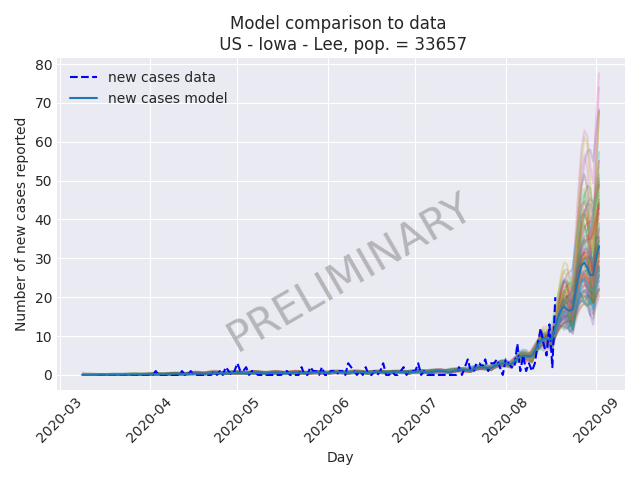 Model comparison to data
US - Iowa - Lee, pop. = 33657
new cases data
new cases model
PRELIMINARY
Number of new cases reported
80
70
60
50
40
30
20
10
0
2020-03
2020-04
2020-05
2020-06
2020-07
2020-08
2020-09
Day